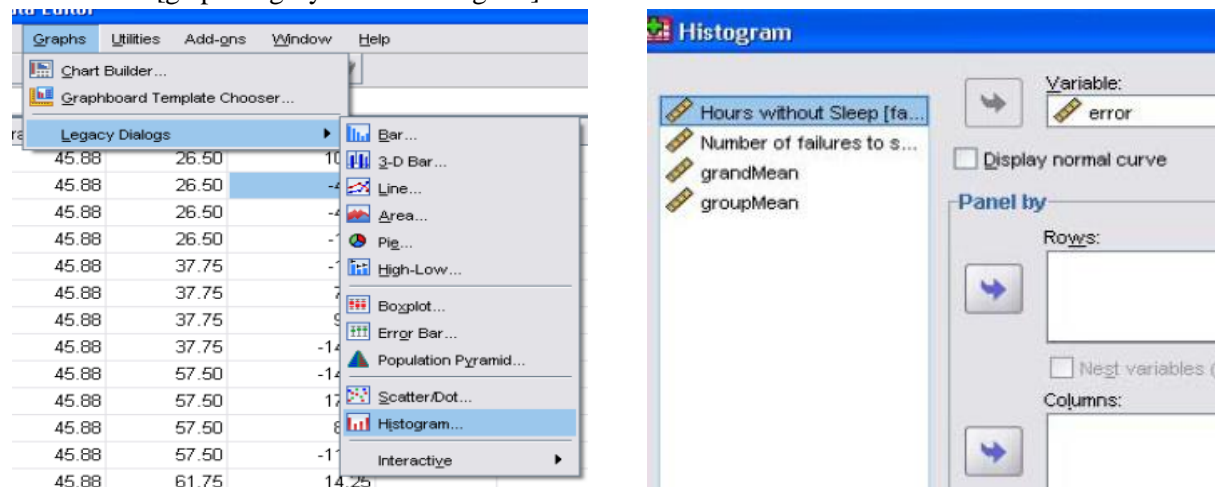 Graphs Utilities Add-ons Window Help
Chart Builder...
Graphboard Template Chooser...
Legacy Dialogs
Bar...
3-D Bar...
Line...
Area...
Pie...
High-Low...
Boxplot...
Error Bar...
Population Pyramid...
Scatter/Dot...
Histogram...
Interactive
45.88 26.50
45.88 26.50
45.88 26.50
45.88 26.50
45.88 37.75
45.88 37.75
45.88 37.75
45.88 37.75
45.88 57.50
45.88 57.50
45.88 57.50
45.88 57.50
45.88 61.75 14.25
Histogram
Hours without Sleep [fa...
Number of failures to s...
grandMean
groupMean
Variable:
error
Display normal curve
Panel by
Rows:
Nest variables (
Columns: